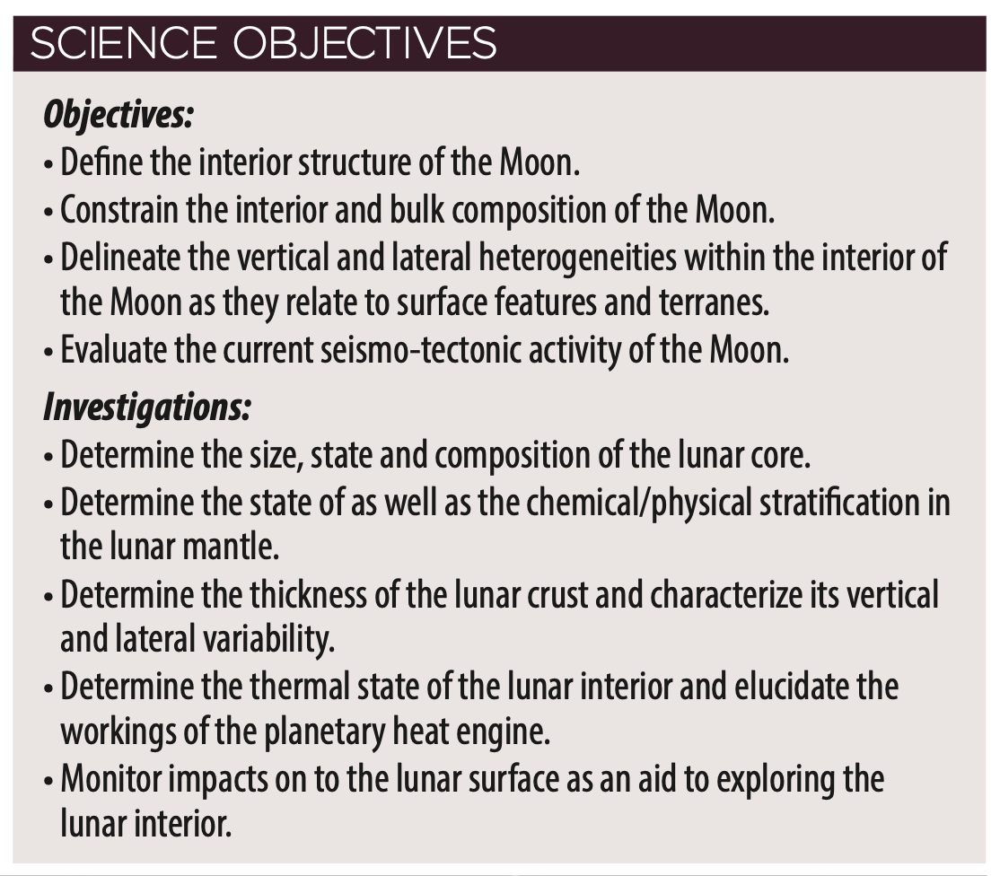 SCIENCE OBJECTIVES
Objectives:
• Define the interior structure of the Moon.
• Constrain the interior and bulk composition of the Moon.
• Delineate the vertical and lateral heterogeneities within the interior of
the Moon as they relate to surface features and terranes.
• Evaluate the current seismo-tectonic activity of the Moon.
Investigations:
• Determine the size, state and composition of the lunar core.
• Determine the state of as well as the chemical/physical stratification in
the lunar mantle.
• Determine the thickness of the lunar crust and characterize its vertical
and lateral variability.
• Determine the thermal state of the lunar interior and elucidate the
workings of the planetary heat engine.
• Monitor impacts on to the lunar surface as an aid to exploring the
lunar interior.